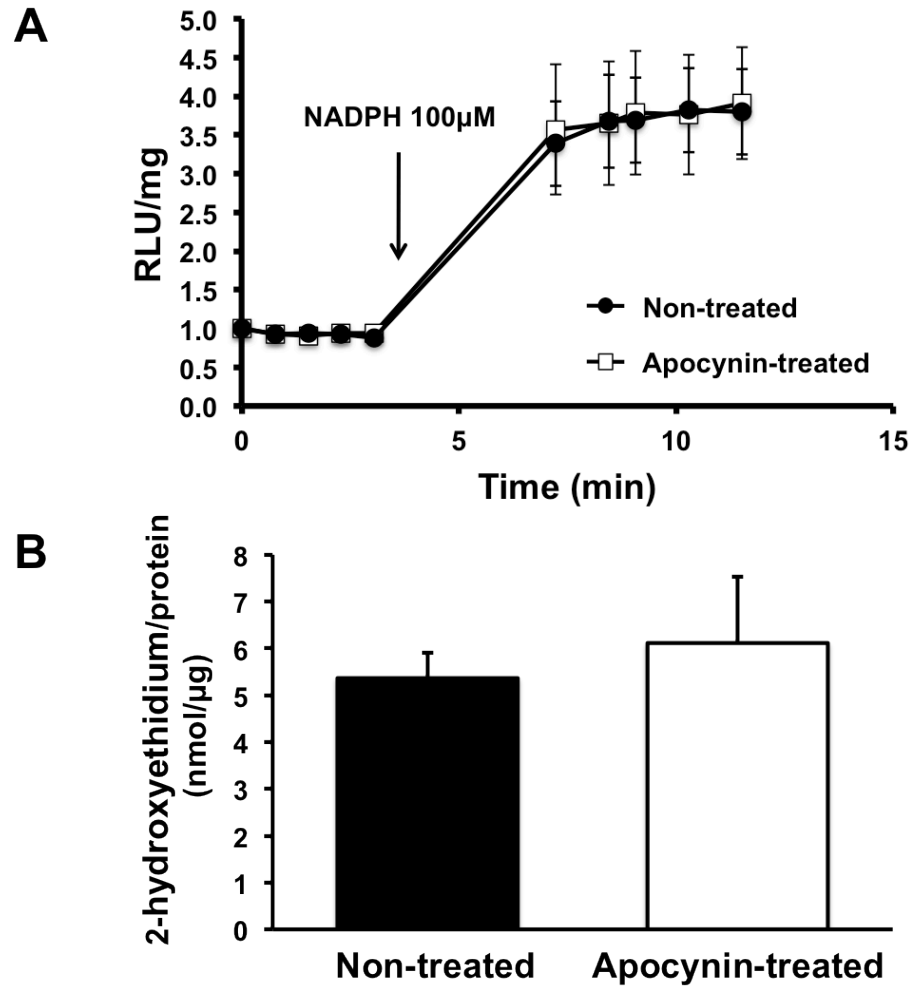 A
5.0
4.5
4.0
3.5
3.0
2.5
2.0
1.5
1.0
0.5
0.0
RLU/mg
NADPH 100µM
Non-treated
Apocynin-treated
0 5 10 15
Time (min)
B
8
7
6
5
4
3
2
1
0
2-hydroxyethidium/protein
(nmol/µg)
Non-treated Apocynin-treated